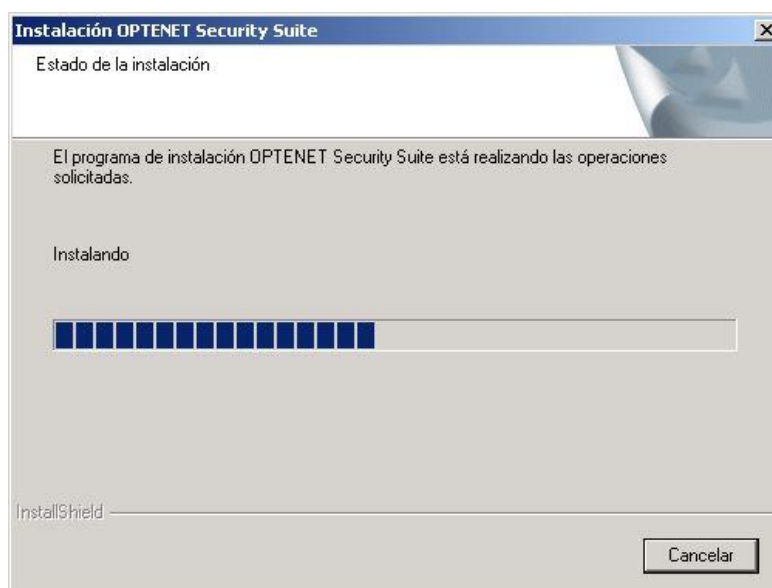 Instalación OPTENET Security Suite
Estado de la instalación
El programa de instalación OPTENET Security Suite está realizando las operaciones
solicitadas.
Instalando
InstallShield
Cancelar